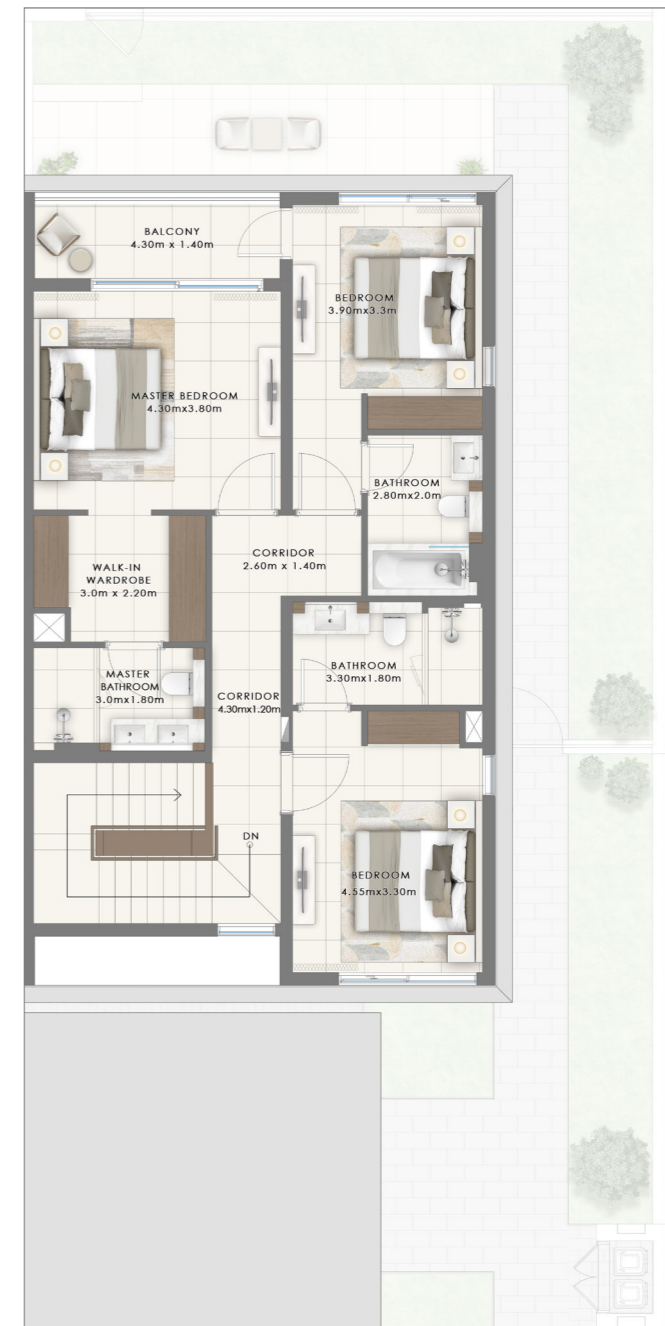 BALCONY
4.30m x 1.40m
BEDROOM
3.90mx3.3m
MASTER BEDROOM
4.30mx3.80m
BATHROOM
2.80mx2.0m
CORRIDOR
2.60m x 1.40m
WALK-IN
WARDROBE
3.0m x 2.20m
BATHROOM
3.30mx1.80m
MASTER
BATHROOM
3.0mx1.80m
CORRIDOR
4.30mx1.20m
DN
BEDROOM
4.55mx3.30m